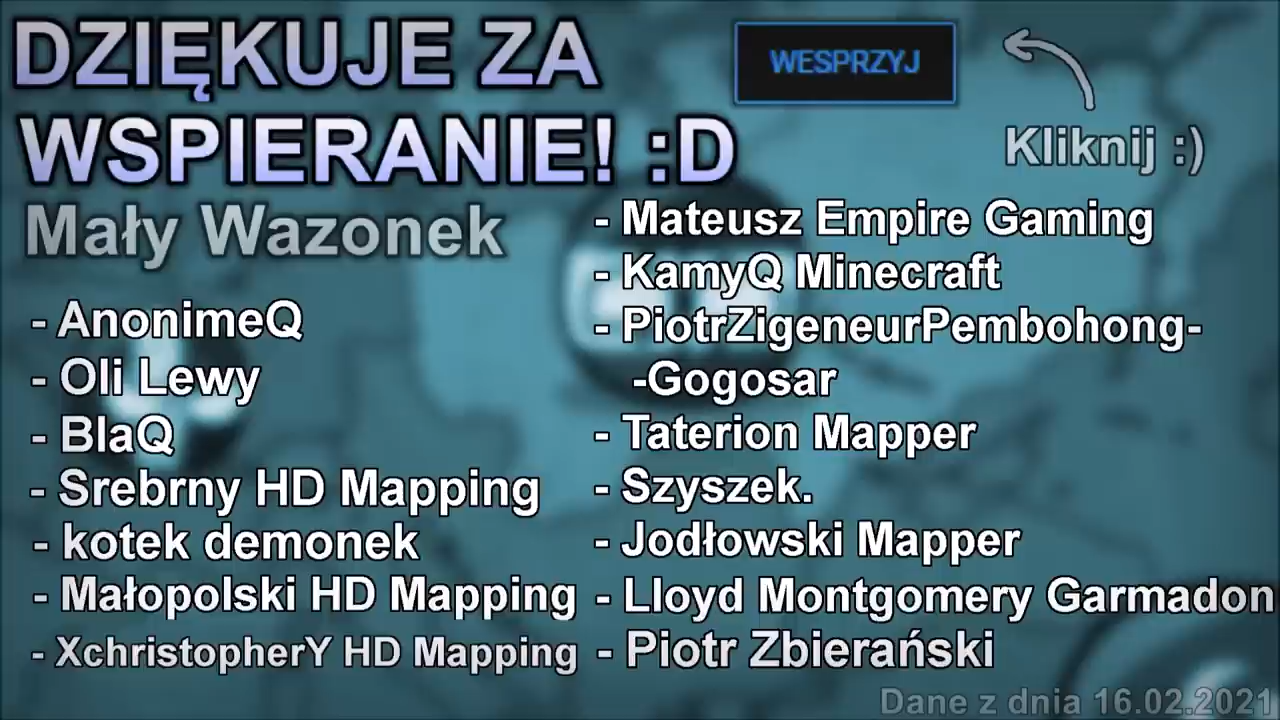 DZIĘKUJE ZA
WSPIERANIE! :D
WESPRZYJ
Kliknij :)
Mały Wazonek
- AnonimeQ
- Oli Lewy
- BlaQ
- Srebrny HD Mapping
- kotek demonek
- Małopolski HD Mapping
- XchristopherY HD Mapping
- Mateusz Empire Gaming
- KamyQ Minecraft
- PiotrZigeneurPembohong-
-Gogosar
- Taterion Mapper
- Szyszek.
- Jodłowski Mapper
- Lloyd Montgomery Garmadon
- Piotr Zbierański
Dane z dnia 16.02.2021